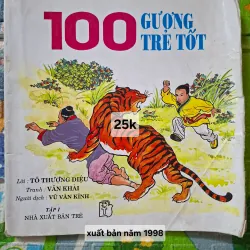 100 GƯƠNG
TRẺ TỐT
25k
Lời: TÔ THƯỢNG DIỆU
Tranh: VĂN KHẢI
Người dịch: VŨ VĂN KÍNH
TẬP 1
NHÀ XUẤT BẢN TRẺ
xuất bản năm 1998